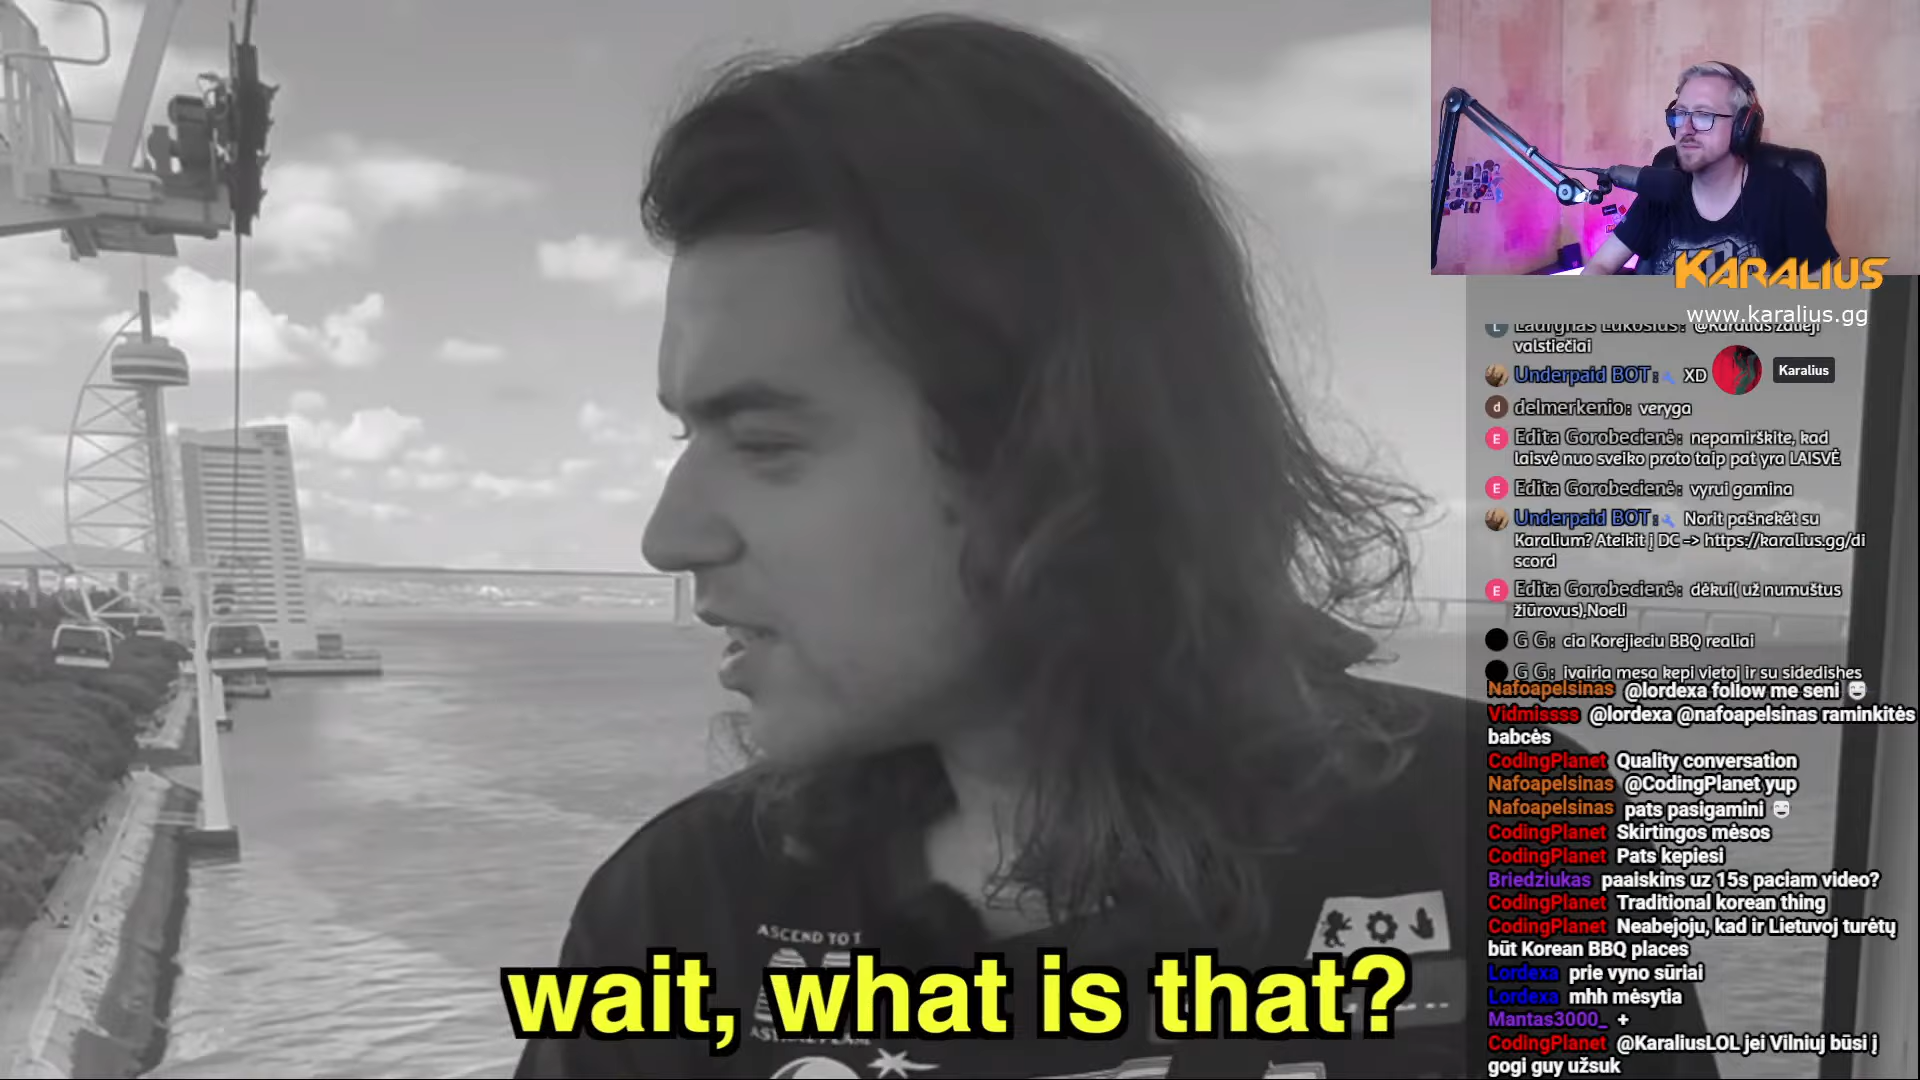 KARALIUS
www.karalius.gg
Laurynas Lukošius: @Karalius žalieji
valstiečiai
Underpaid BOT: XD
Karalius
delmerkenio: veryga
Edita Gorobecienė: nepamirškite, kad
laisvė nuo sveiko proto taip pat yra LAISVĖ
Edita Gorobecienė: vyrui gamina
Underpaid BOT: Norit pašnekėt su
Karalium? Ateikit į DC -> https://karalius.gg/di
scord
Edita Gorobecienė: dėkui( už numuštus
žiūrovus),Noeli
G G: cia Korejieciu BBQ realiai
G G: ivairia mesa kepi vietoj ir su sidedishes
Nafoapelsinas @lordexa follow me seni
Vidmissss @lordexa @nafoapelsinas raminkitės
babcės
CodingPlanet Quality conversation
Nafoapelsinas @CodingPlanet yup
Nafoapelsinas pats pasigamini
CodingPlanet Skirtingos mėsos
CodingPlanet Pats kepiesi
Briedziukas paaiskins uz 15s paciam video?
CodingPlanet Traditional korean thing
CodingPlanet Neabejoju, kad ir Lietuvoj turėtų
būt Korean BBQ places
Lordexa prie vyno sūriai
Lordexa mhh mėsytia
Mantas3000_ +
CodingPlanet @KaraliusLOL jei Vilniuj būsi į
gogi guy užsuk
ASCEND TO T
wait, what is that?